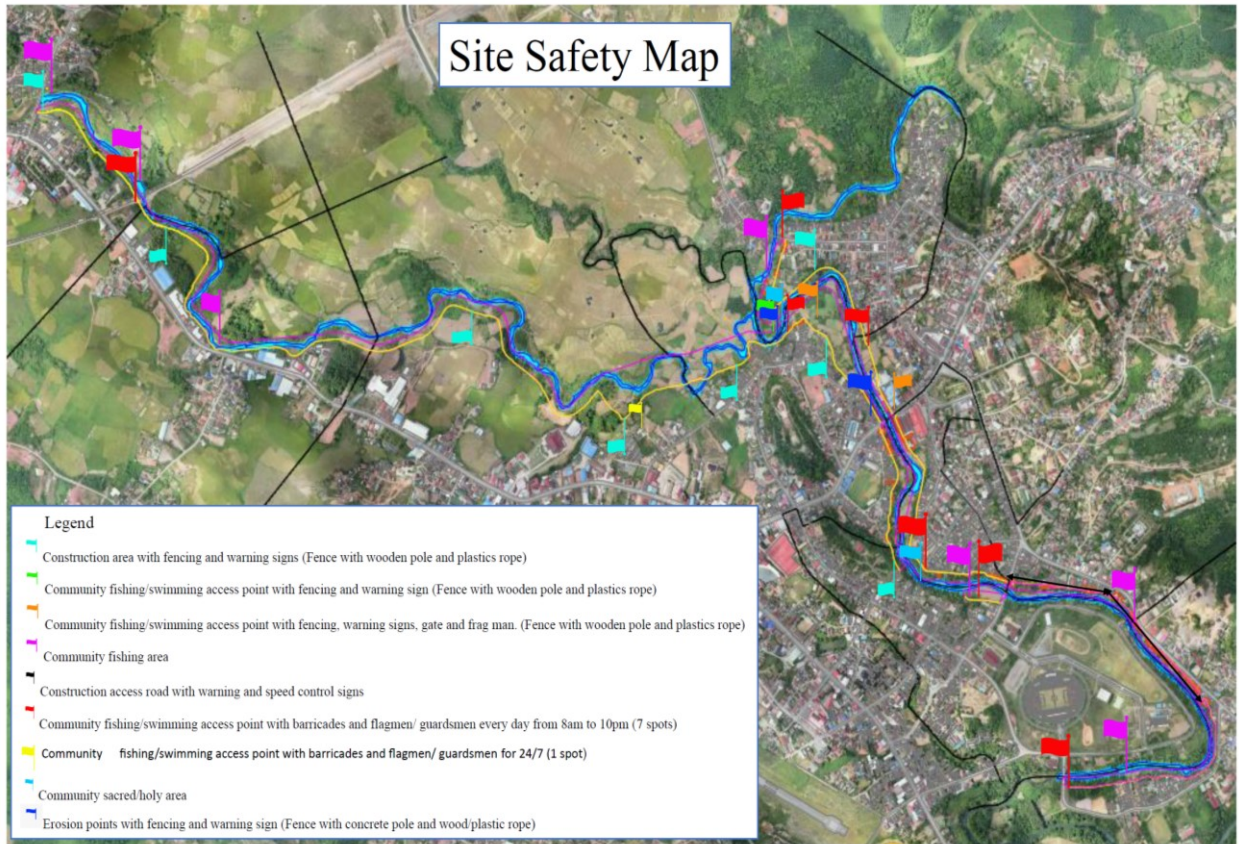 Site Safety Map
Legend
Construction area with fencing and warning signs (Fence with wooden pole and plastics rope)
Community fishing/swimming access point with fencing and warning sign (Fence with wooden pole and plastics rope)
Community fishing/swimming access point with fencing, warning signs, gate and frag man. (Fence with wooden pole and plastics rope)
Community fishing area
Construction access road with warning and speed control signs
Community fishing/swimming access point with barricades and flagmen/ guardsmen every day from 8am to 10pm (7 spots)
Community fishing/swimming access point with barricades and flagmen/ guardsmen for 24/7 (1 spot)
Community sacred/holy area
Erosion points with fencing and warning sign (Fence with concrete pole and wood/plastic rope)